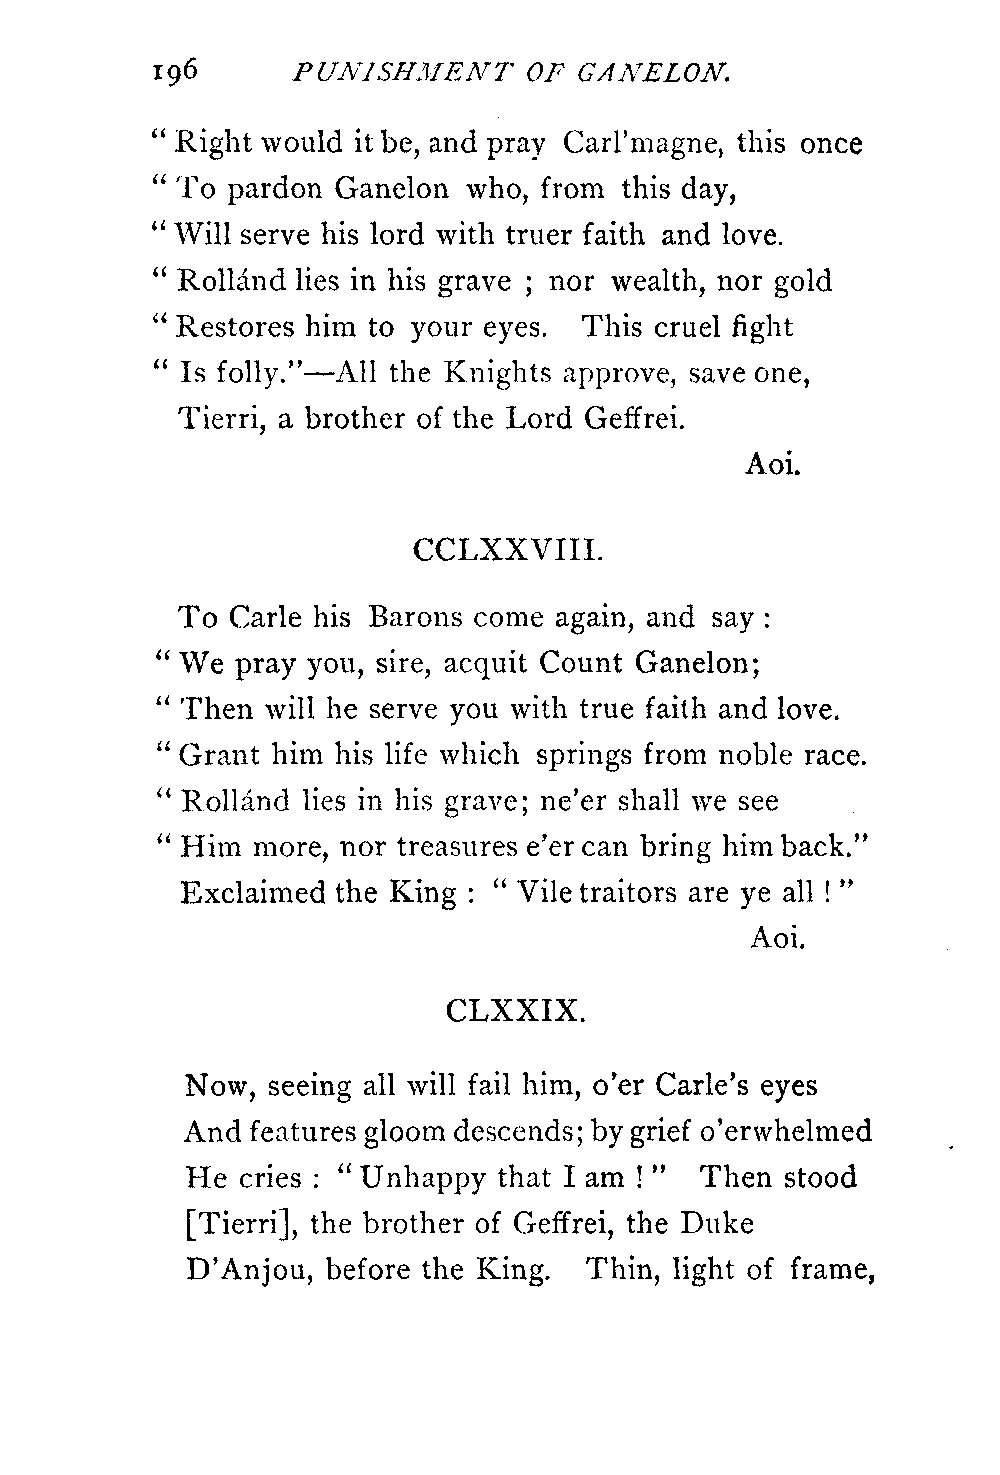 196 PUNISHMENT OF GANELON.
“ Right would it be, and pray Carl’magne, this once
“ To pardon Ganelon who, from this day,
“ Will serve his lord with truer faith and love.
“ Rollánd lies in his grave ; nor wealth, nor gold
“ Restores him to your eyes. This cruel fight
“ Is folly.”—All the Knights approve, save one,
Tierri, a brother of the Lord Geffrei.
Aoi.
CCLXXVIII.
To Carle his Barons come again, and say :
“ We pray you, sire, acquit Count Ganelon;
“ Then will he serve you with true faith and love.
“ Grant him his life which springs from noble race.
“ Rollánd lies in his grave; ne’er shall we see
“ Him more, nor treasures e’er can bring him back.”
Exclaimed the King : “ Vile traitors are ye all ! ”
Aoi.
CLXXIX.
Now, seeing all will fail him, o’er Carle’s eyes
And features gloom descends; by grief o’erwhelmed
He cries : “ Unhappy that I am ! ” Then stood
[Tierri], the brother of Geffrei, the Duke
D’Anjou, before the King. Thin, light of frame,